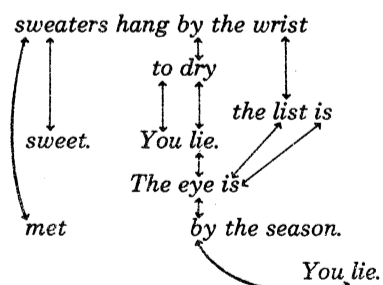 sweaters hang by the wrist
to dry
the list is
sweet. You lie.
The eye is
met by the season.
You lie.